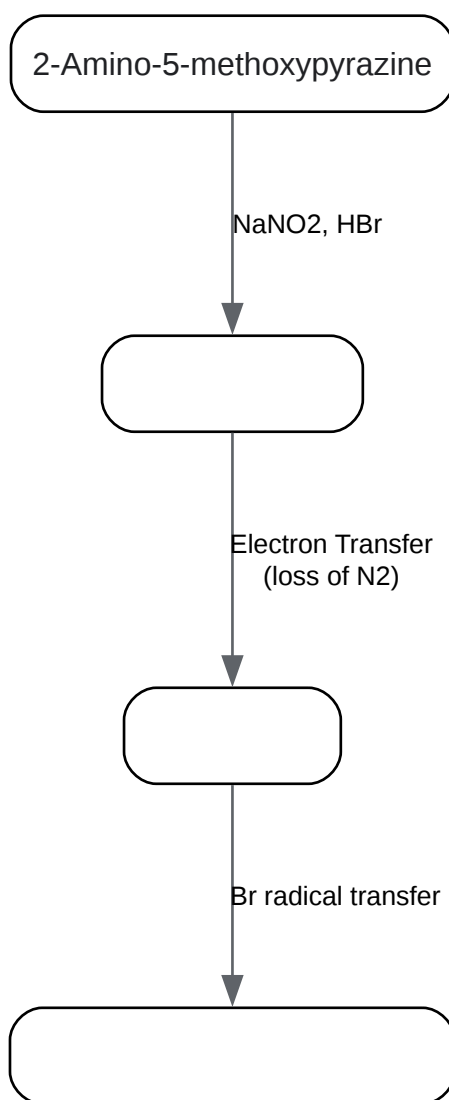 2-Amino-5-methoxypyrazine
NaNO2, HBr
Electron Transfer
(loss of N2)
Br radical transfer